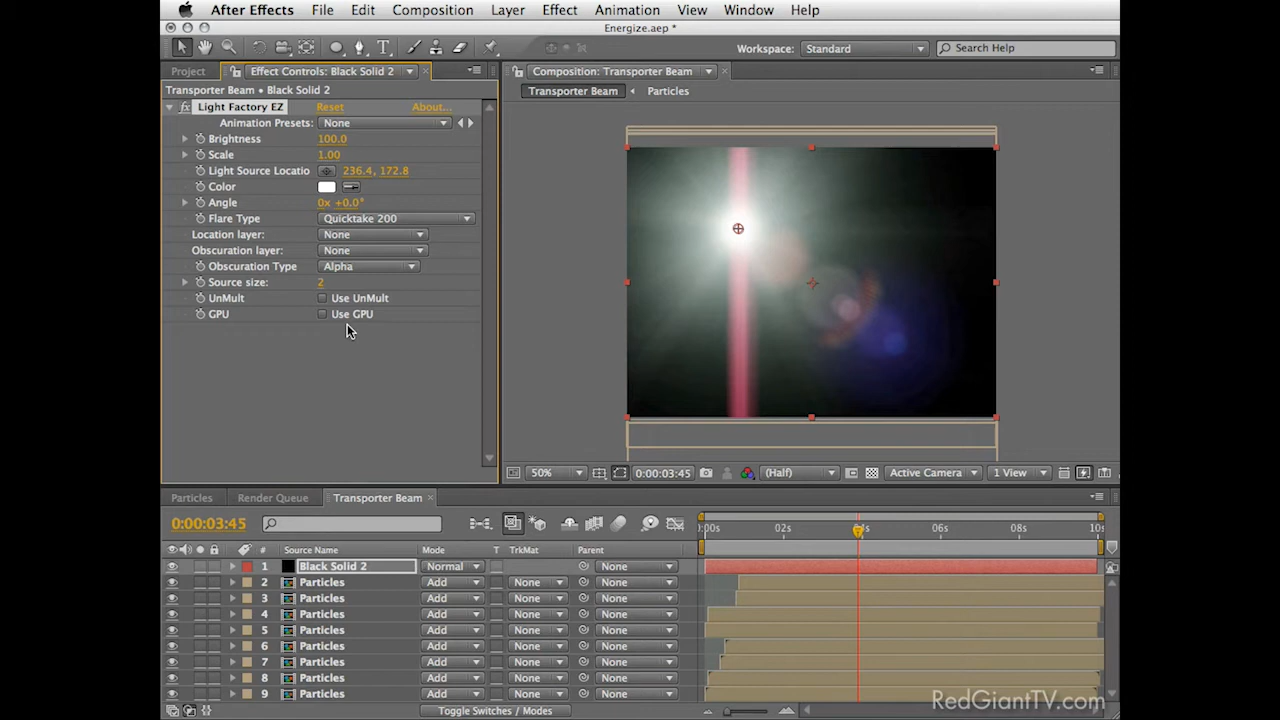 After Effects File Edit Composition Layer Effect Animation View Window Help
Energize.aep *
Workspace: Standard Search Help
Project Effect Controls: Black Solid 2 Composition: Transporter Beam
Transporter Beam • Black Solid 2 Transporter Beam Particles
fx Light Factory EZ Reset About...
Animation Presets: None
Brightness 100.0
Scale 1.00
Light Source Locatio 236.4, 172.8
Color
Angle 0x +0.0°
Flare Type Quicktake 200
Location layer: None
Obscuration layer: None
Obscuration Type Alpha
Source size: 2
UnMult Use UnMult
GPU Use GPU
50% 0:00:03:45 (Half) Active Camera 1 View
Particles Render Queue Transporter Beam
0:00:03:45 :00s 02s 04s 06s 08s 10s
# Source Name Mode T TrkMat Parent
1 Black Solid 2 Normal None
2 Particles Add None None
3 Particles Add None None
4 Particles Add None None
5 Particles Add None None
6 Particles Add None None
7 Particles Add None None
8 Particles Add None None
9 Particles Add None None
Toggle Switches / Modes
RedGiantTV.com